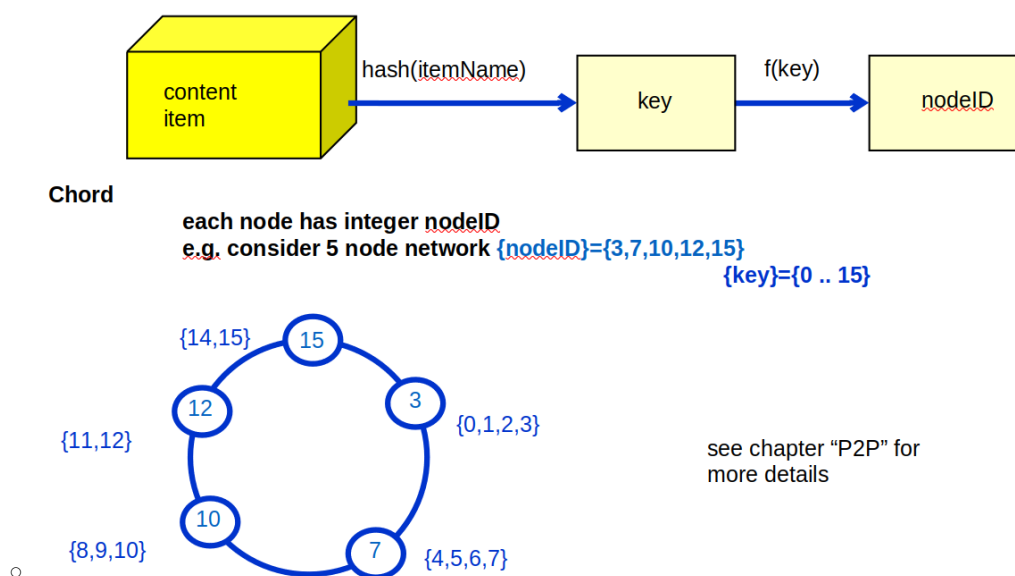 content
item
hash(itemName)
key
f(key)
nodeID
Chord
each node has integer nodeID
e.g. consider 5 node network {nodeID}={3,7,10,12,15}
{key}={0 .. 15}
{14,15}
15
12
3
{0,1,2,3}
{11,12}
see chapter “P2P” for
more details
10
{8,9,10}
7
{4,5,6,7}